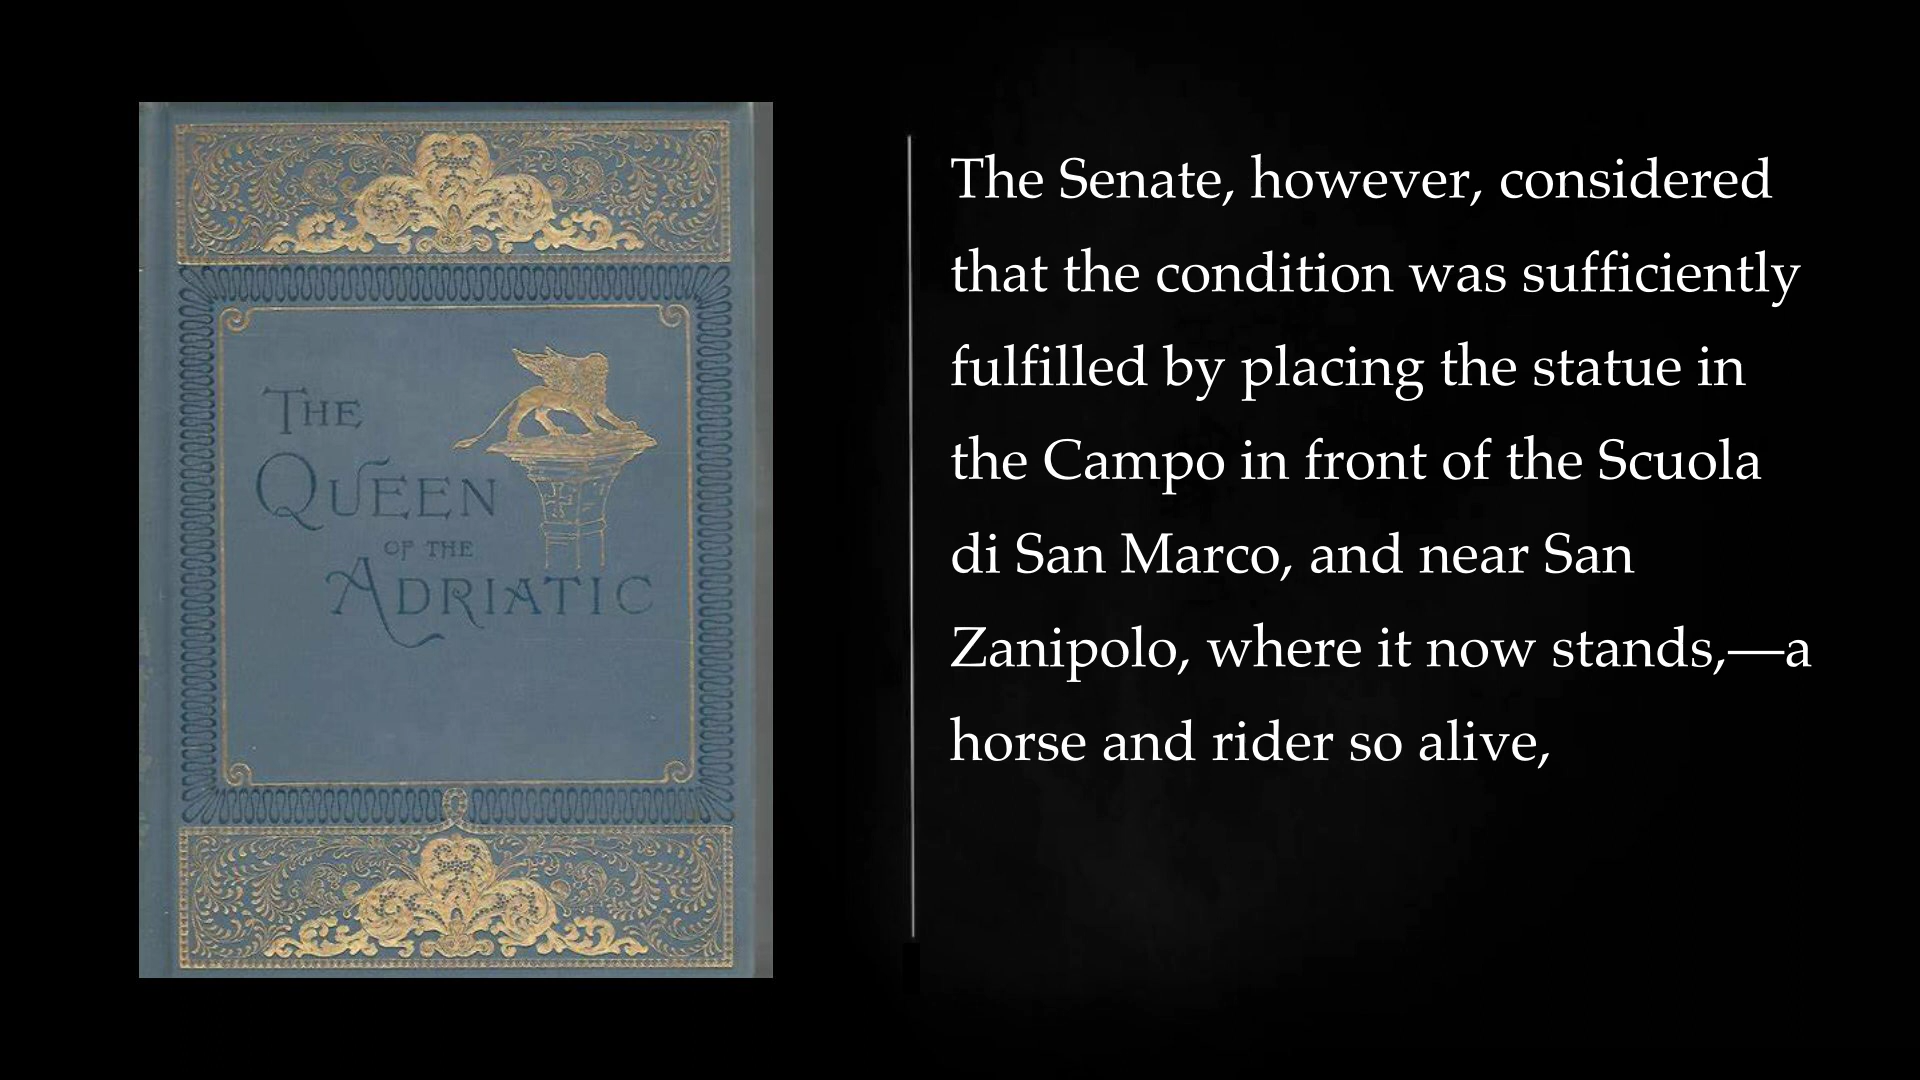 THE
QUEEN
OF THE
ADRIATIC
The Senate, however, considered
that the condition was sufficiently
fulfilled by placing the statue in
the Campo in front of the Scuola
di San Marco, and near San
Zanipolo, where it now stands,—a
horse and rider so alive,